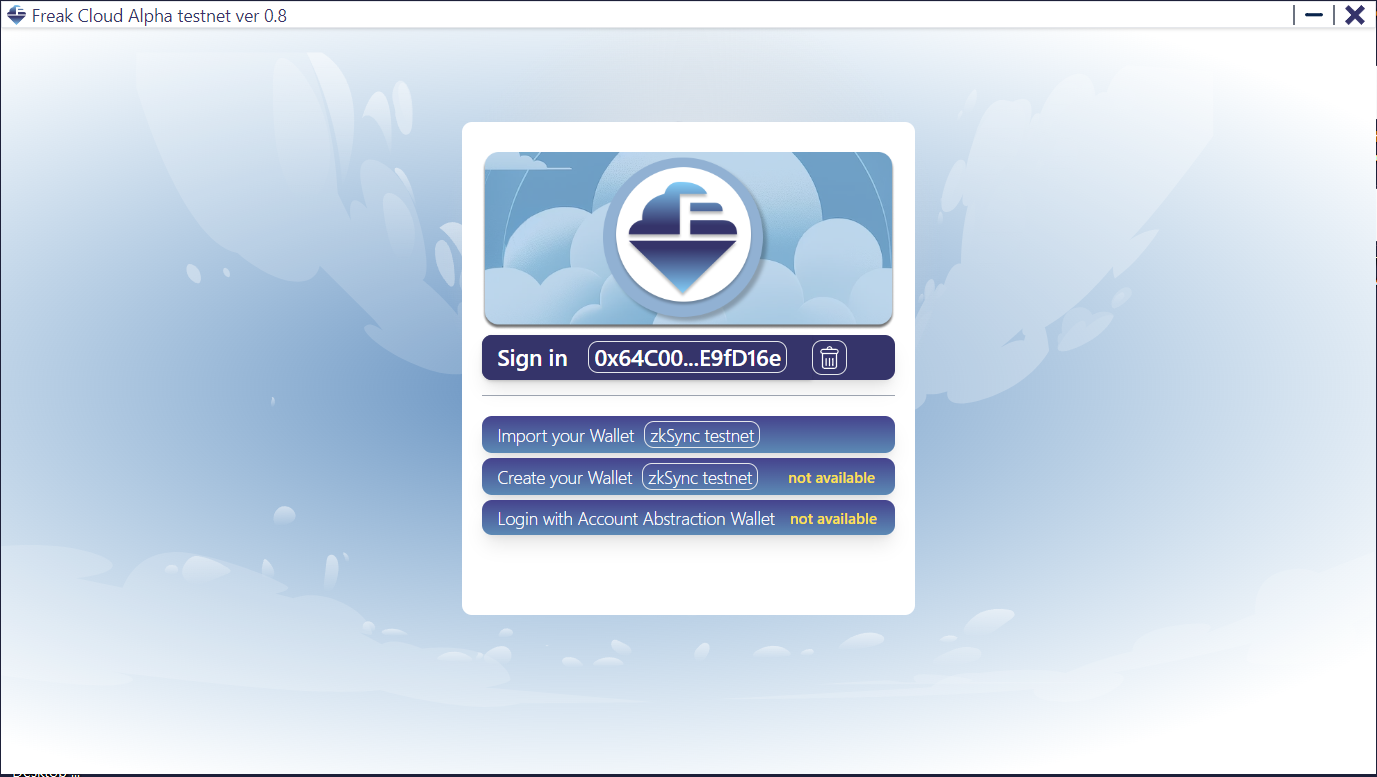 Freak Cloud Alpha testnet ver 0.8
Sign in 0x64C00...E9fD16e
Import your Wallet zkSync testnet
Create your Wallet zkSync testnet not available
Login with Account Abstraction Wallet not available